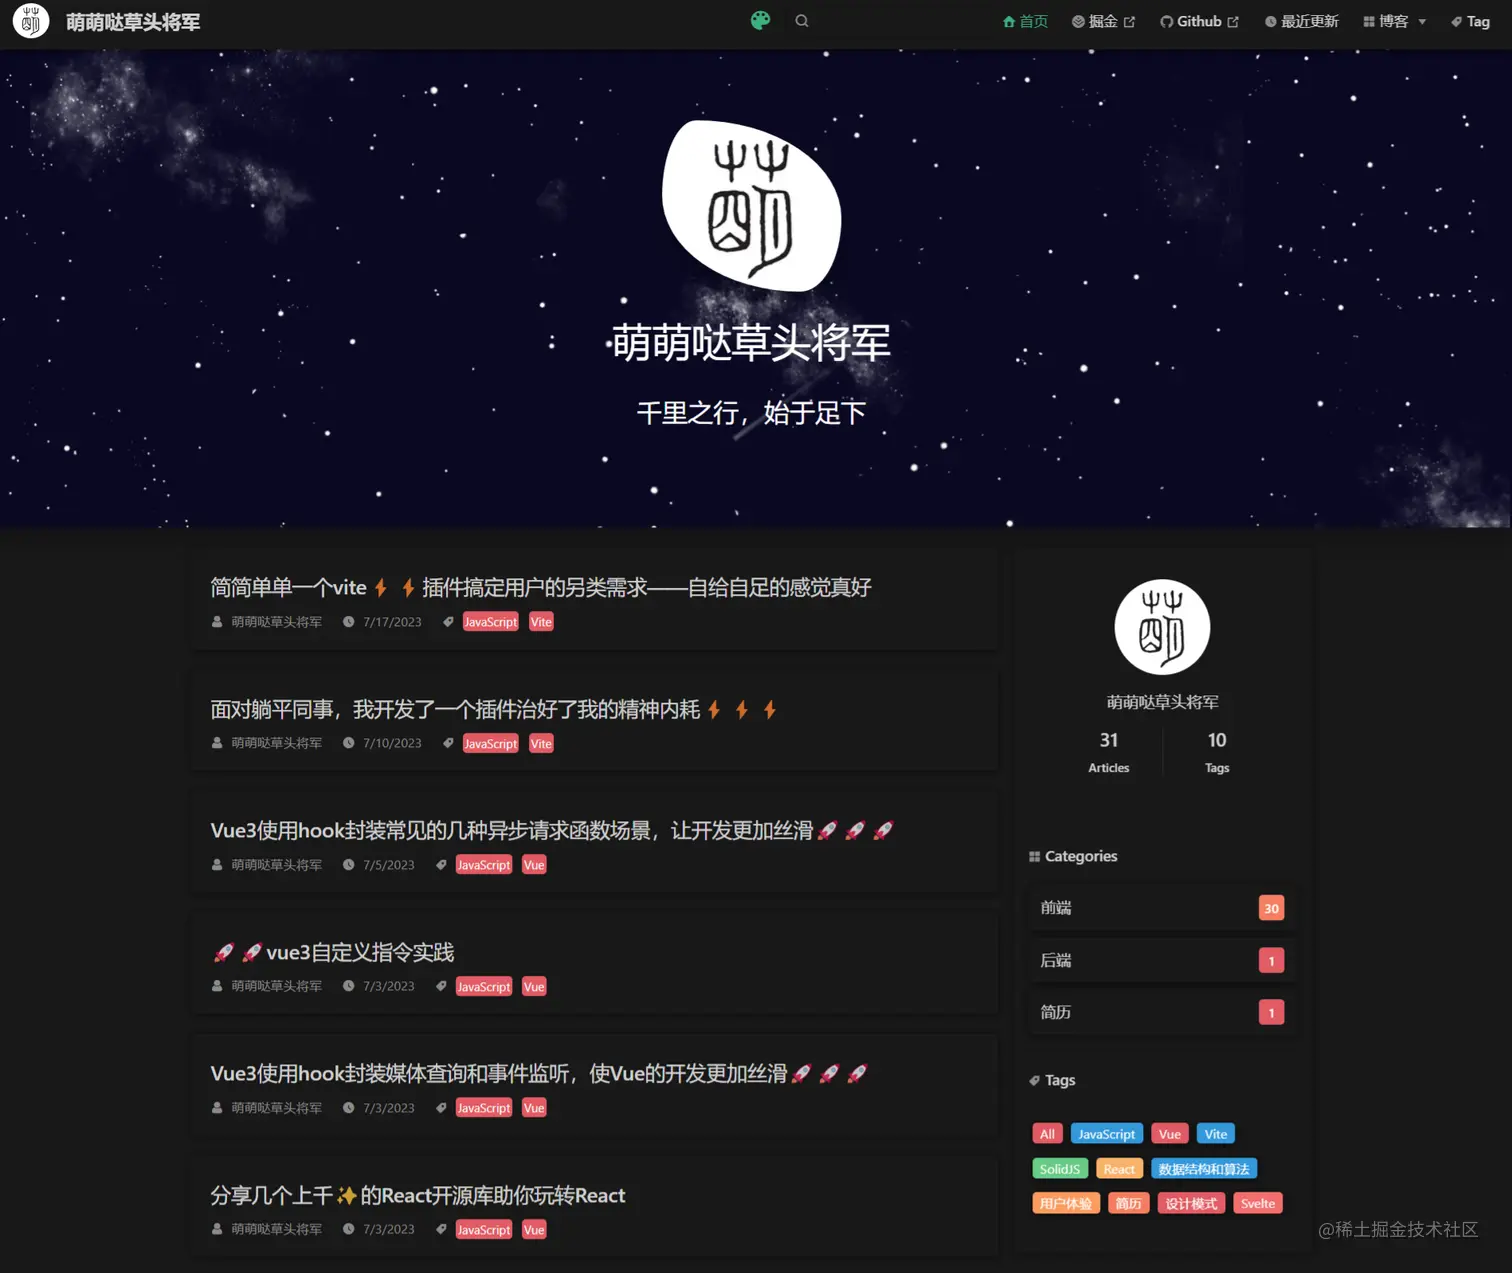 萌 萌萌哒草头将军 首页 掘金 Github 最近更新 博客 Tag
萌
萌萌哒草头将军
千里之行，始于足下
简简单单一个vite⚡⚡插件搞定用户的另类需求——自给自足的感觉真好
萌萌哒草头将军 7/17/2023 JavaScript Vite
面对躺平同事，我开发了一个插件治好了我的精神内耗⚡⚡⚡
萌萌哒草头将军 7/10/2023 JavaScript Vite
Vue3使用hook封装常见的几种异步请求函数场景，让开发更加丝滑🚀🚀🚀
萌萌哒草头将军 7/5/2023 JavaScript Vue
🚀🚀vue3自定义指令实践
萌萌哒草头将军 7/3/2023 JavaScript Vue
Vue3使用hook封装媒体查询和事件监听，使Vue的开发更加丝滑🚀🚀🚀
萌萌哒草头将军 7/3/2023 JavaScript Vue
分享几个上千✨的React开源库助你玩转React
萌萌哒草头将军 7/3/2023 JavaScript Vue
萌
萌萌哒草头将军
31 10
Articles Tags
Categories
前端 30
后端 1
简历 1
Tags
All JavaScript Vue Vite
SolidJS React 数据结构和算法
用户体验 简历 设计模式 Svelte
@稀土掘金技术社区